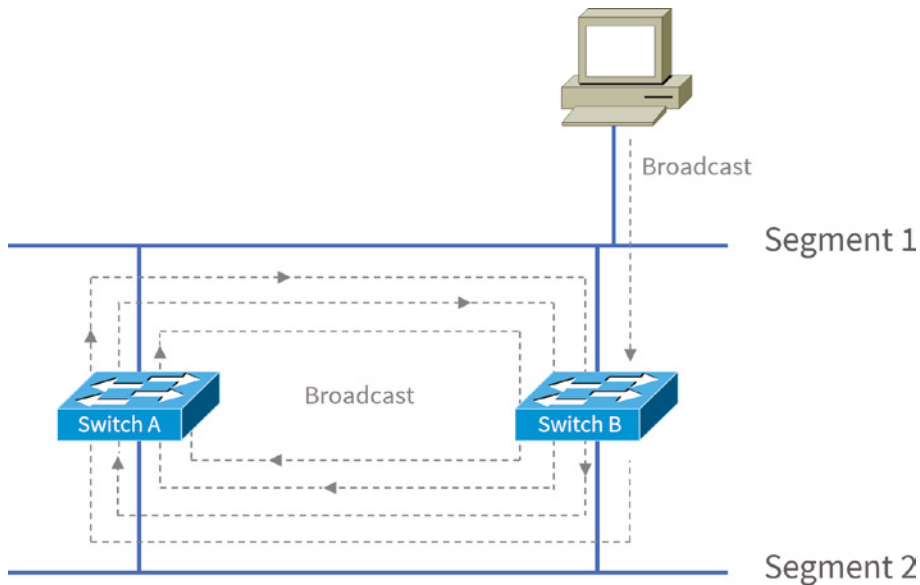 Broadcast
Segment 1
Broadcast
Switch A
Switch B
Segment 2